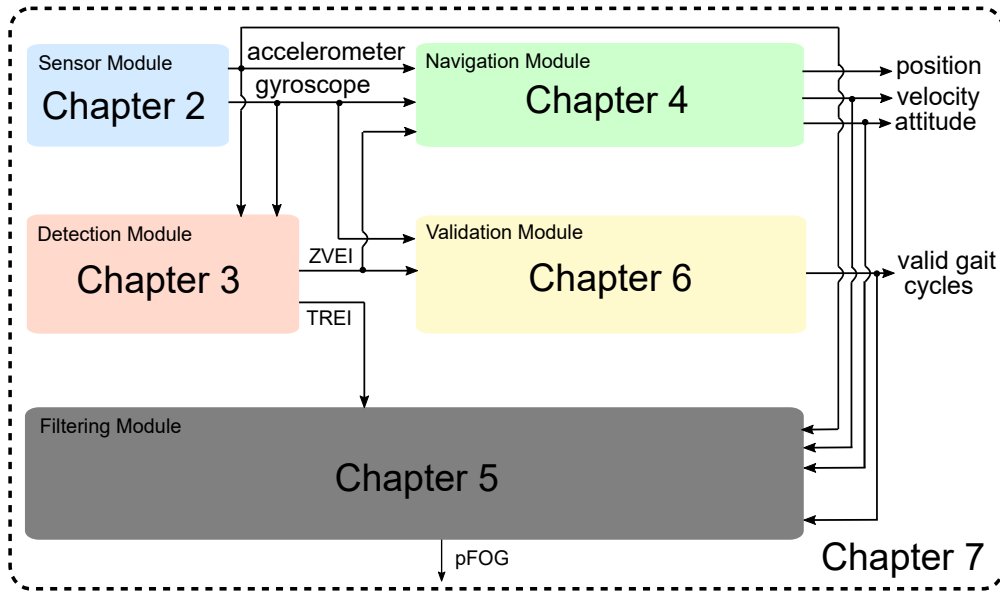 Sensor Module
Chapter 2
accelerometer
gyroscope
Navigation Module
Chapter 4
position
velocity
attitude
Detection Module
Chapter 3
ZVEI
TREI
Validation Module
Chapter 6
valid gait
cycles
Filtering Module
Chapter 5
pFOG
Chapter 7